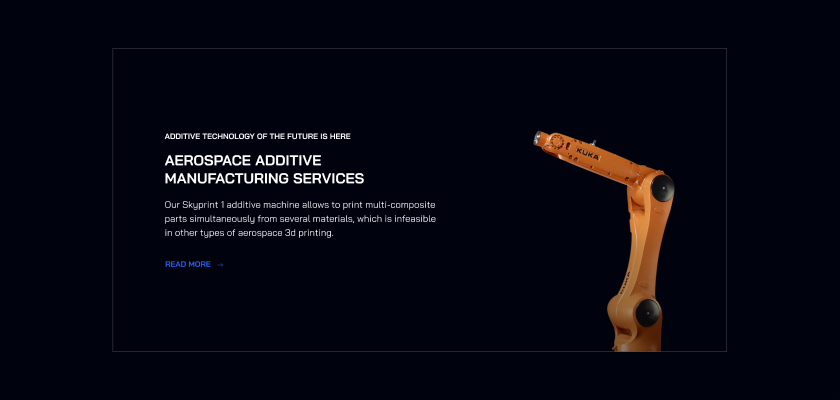 ADDITIVE TECHNOLOGY OF THE FUTURE IS HERE
AEROSPACE ADDITIVE
MANUFACTURING SERVICES
Our Skyprint 1 additive machine allows to print multi-composite
parts simultaneously from several materials, which is infeasible
in other types of aerospace 3d printing.
READ MORE →
KUKA